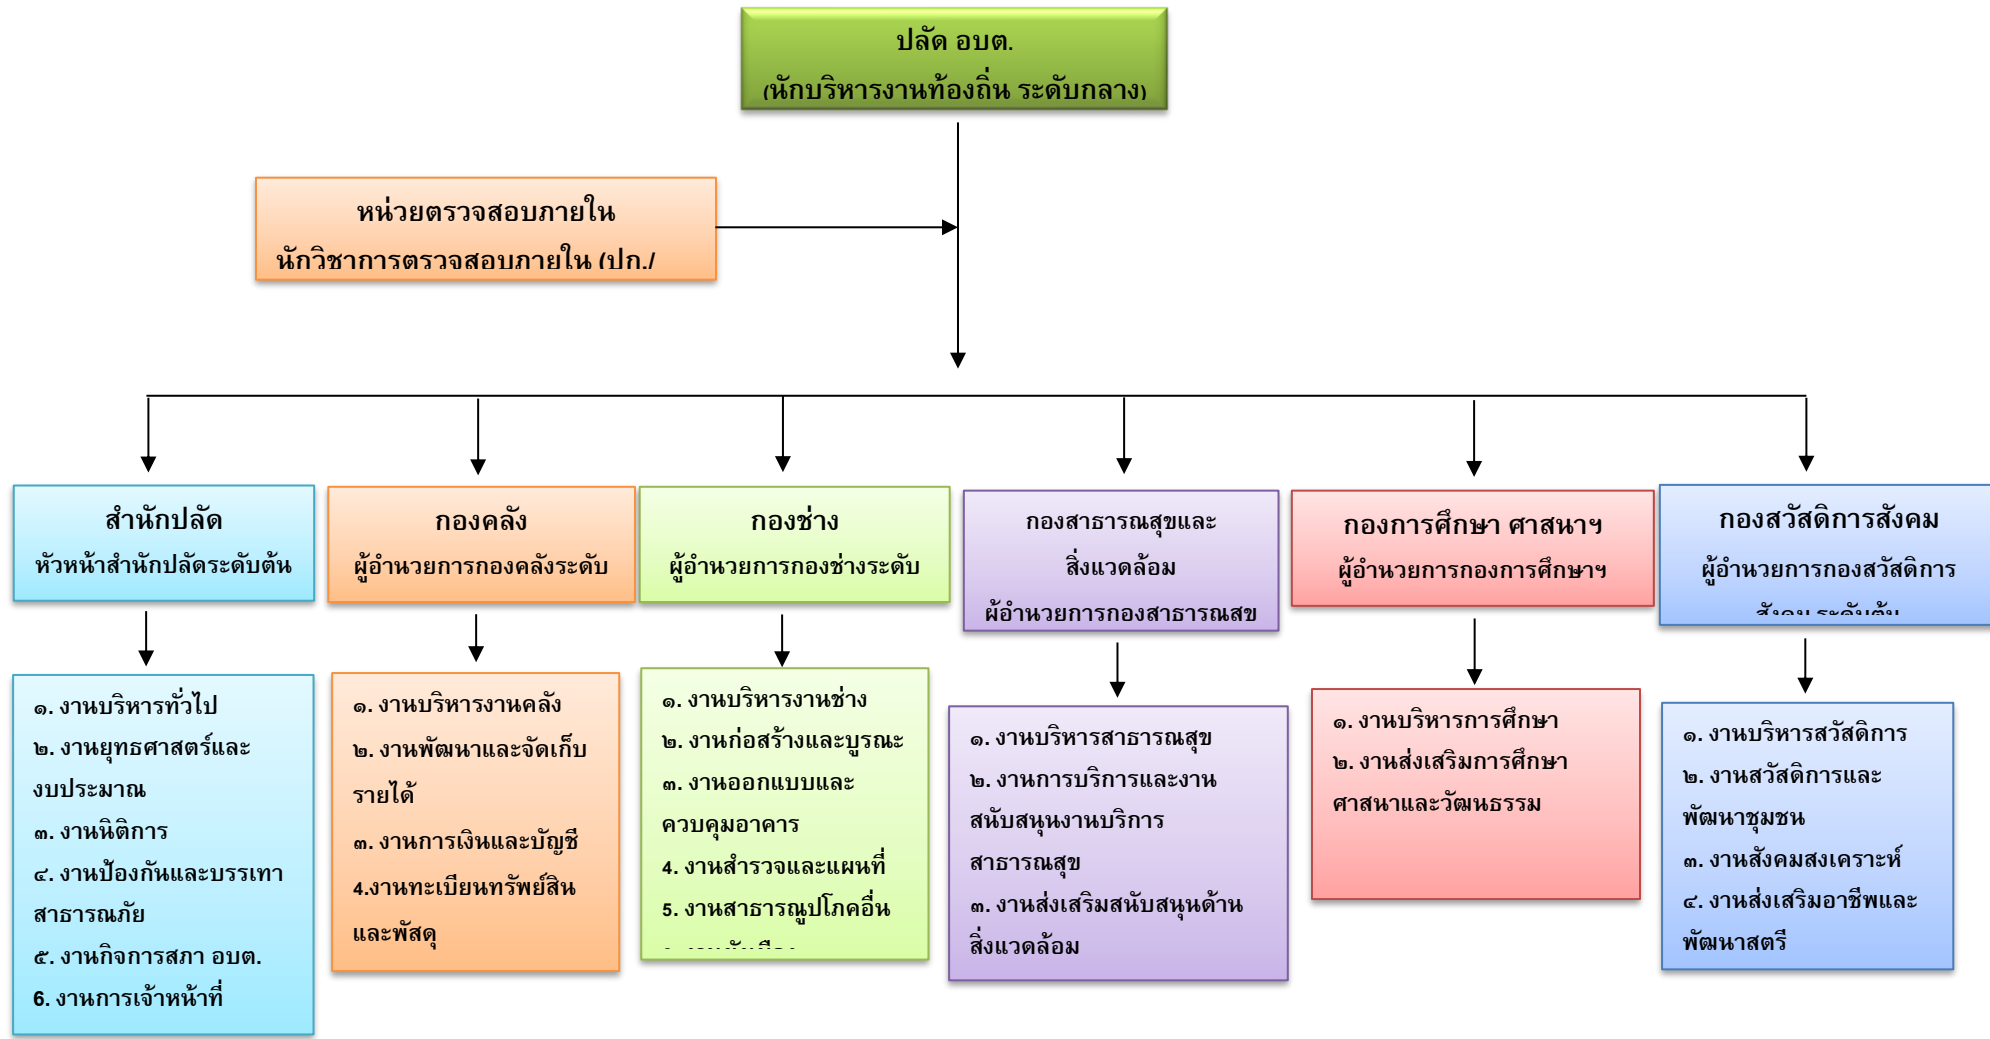 ปลัด อบต.
(นักบริหารงานท้องถิ่น ระดับกลาง)
หน่วยตรวจสอบภายใน
นักวิชาการตรวจสอบภายใน (ปก./
สำนักปลัด
หัวหน้าสำนักปลัดระดับต้น
กองคลัง
ผู้อำนวยการกองคลังระดับ
กองช่าง
ผู้อำนวยการกองช่างระดับ
กองสาธารณสุขและ
สิ่งแวดล้อม
ผู้อำนวยการกองสาธารณสุข
กองการศึกษา ศาสนาฯ
ผู้อำนวยการกองการศึกษาฯ
กองสวัสดิการสังคม
ผู้อำนวยการกองสวัสดิการ
สังคม ระดับต้น
๑. งานบริหารทั่วไป
๒. งานยุทธศาสตร์และ
งบประมาณ
๓. งานนิติการ
๔. งานป้องกันและบรรเทา
สาธารณภัย
๕. งานกิจการสภา อบต.
6. งานการเจ้าหน้าที่
๑. งานบริหารงานคลัง
๒. งานพัฒนาและจัดเก็บ
รายได้
๓. งานการเงินและบัญชี
4.งานทะเบียนทรัพย์สิน
และพัสดุ
๑. งานบริหารงานช่าง
๒. งานก่อสร้างและบูรณะ
๓. งานออกแบบและ
ควบคุมอาคาร
4. งานสำรวจและแผนที่
5. งานสาธารณูปโภคอื่น
๑. งานบริหารสาธารณสุข
๒. งานการบริการและงาน
สนับสนุนงานบริการ
สาธารณสุข
๓. งานส่งเสริมสนับสนุนด้าน
สิ่งแวดล้อม
๑. งานบริหารการศึกษา
๒. งานส่งเสริมการศึกษา
ศาสนาและวัฒนธรรม
๑. งานบริหารสวัสดิการ
๒. งานสวัสดิการและ
พัฒนาชุมชน
๓. งานสังคมสงเคราะห์
๔. งานส่งเสริมอาชีพและ
พัฒนาสตรี